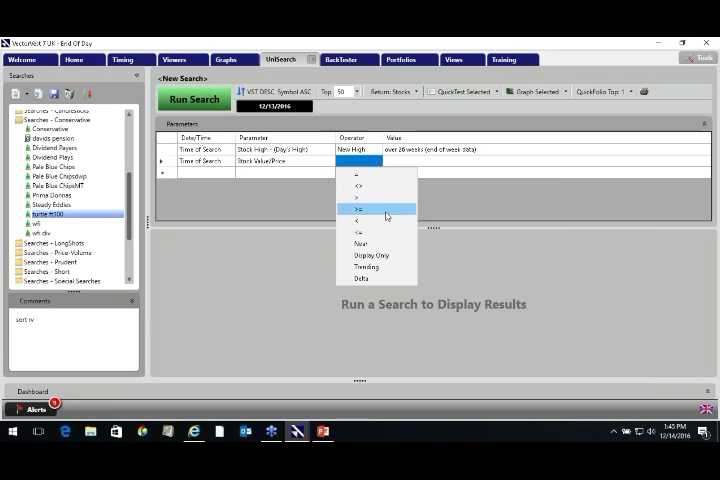 VectorVest 7 UK - End Of Day
Welcome Home Timing Viewers Graphs UniSearch BackTester Portfolios Views Training Tools
Searches
<New Search>
Run Search
VST DESC, Symbol ASC
Top 50
Return: Stocks
QuickTest Selected
Graph Selected
QuickFolio Top: 1
12/13/2016
Searches - Candlesticks
Searches - Conservative
Conservative
davids pension
Dividend Payers
Dividend Plays
Pale Blue Chips
Pale Blue Chipsdwp
Pale Blue ChipsMT
Prima Donnas
Steady Eddies
turtle ft100
wfi
wfi div
Searches - LongShots
Searches - Price-Volume
Searches - Prudent
Searches - Short
Searches - Special Searches
Parameters
Date/Time Parameter Operator Value
Time of Search Stock High - (Day's High) New High over 26 weeks (end of week data)
Time of Search Stock Value/Price
=
<>
>
>=
<
<=
Near
Display Only
Trending
Delta
Run a Search to Display Results
Comments
sort rv
Dashboard
Alerts 3
1:45 PM
12/14/2016